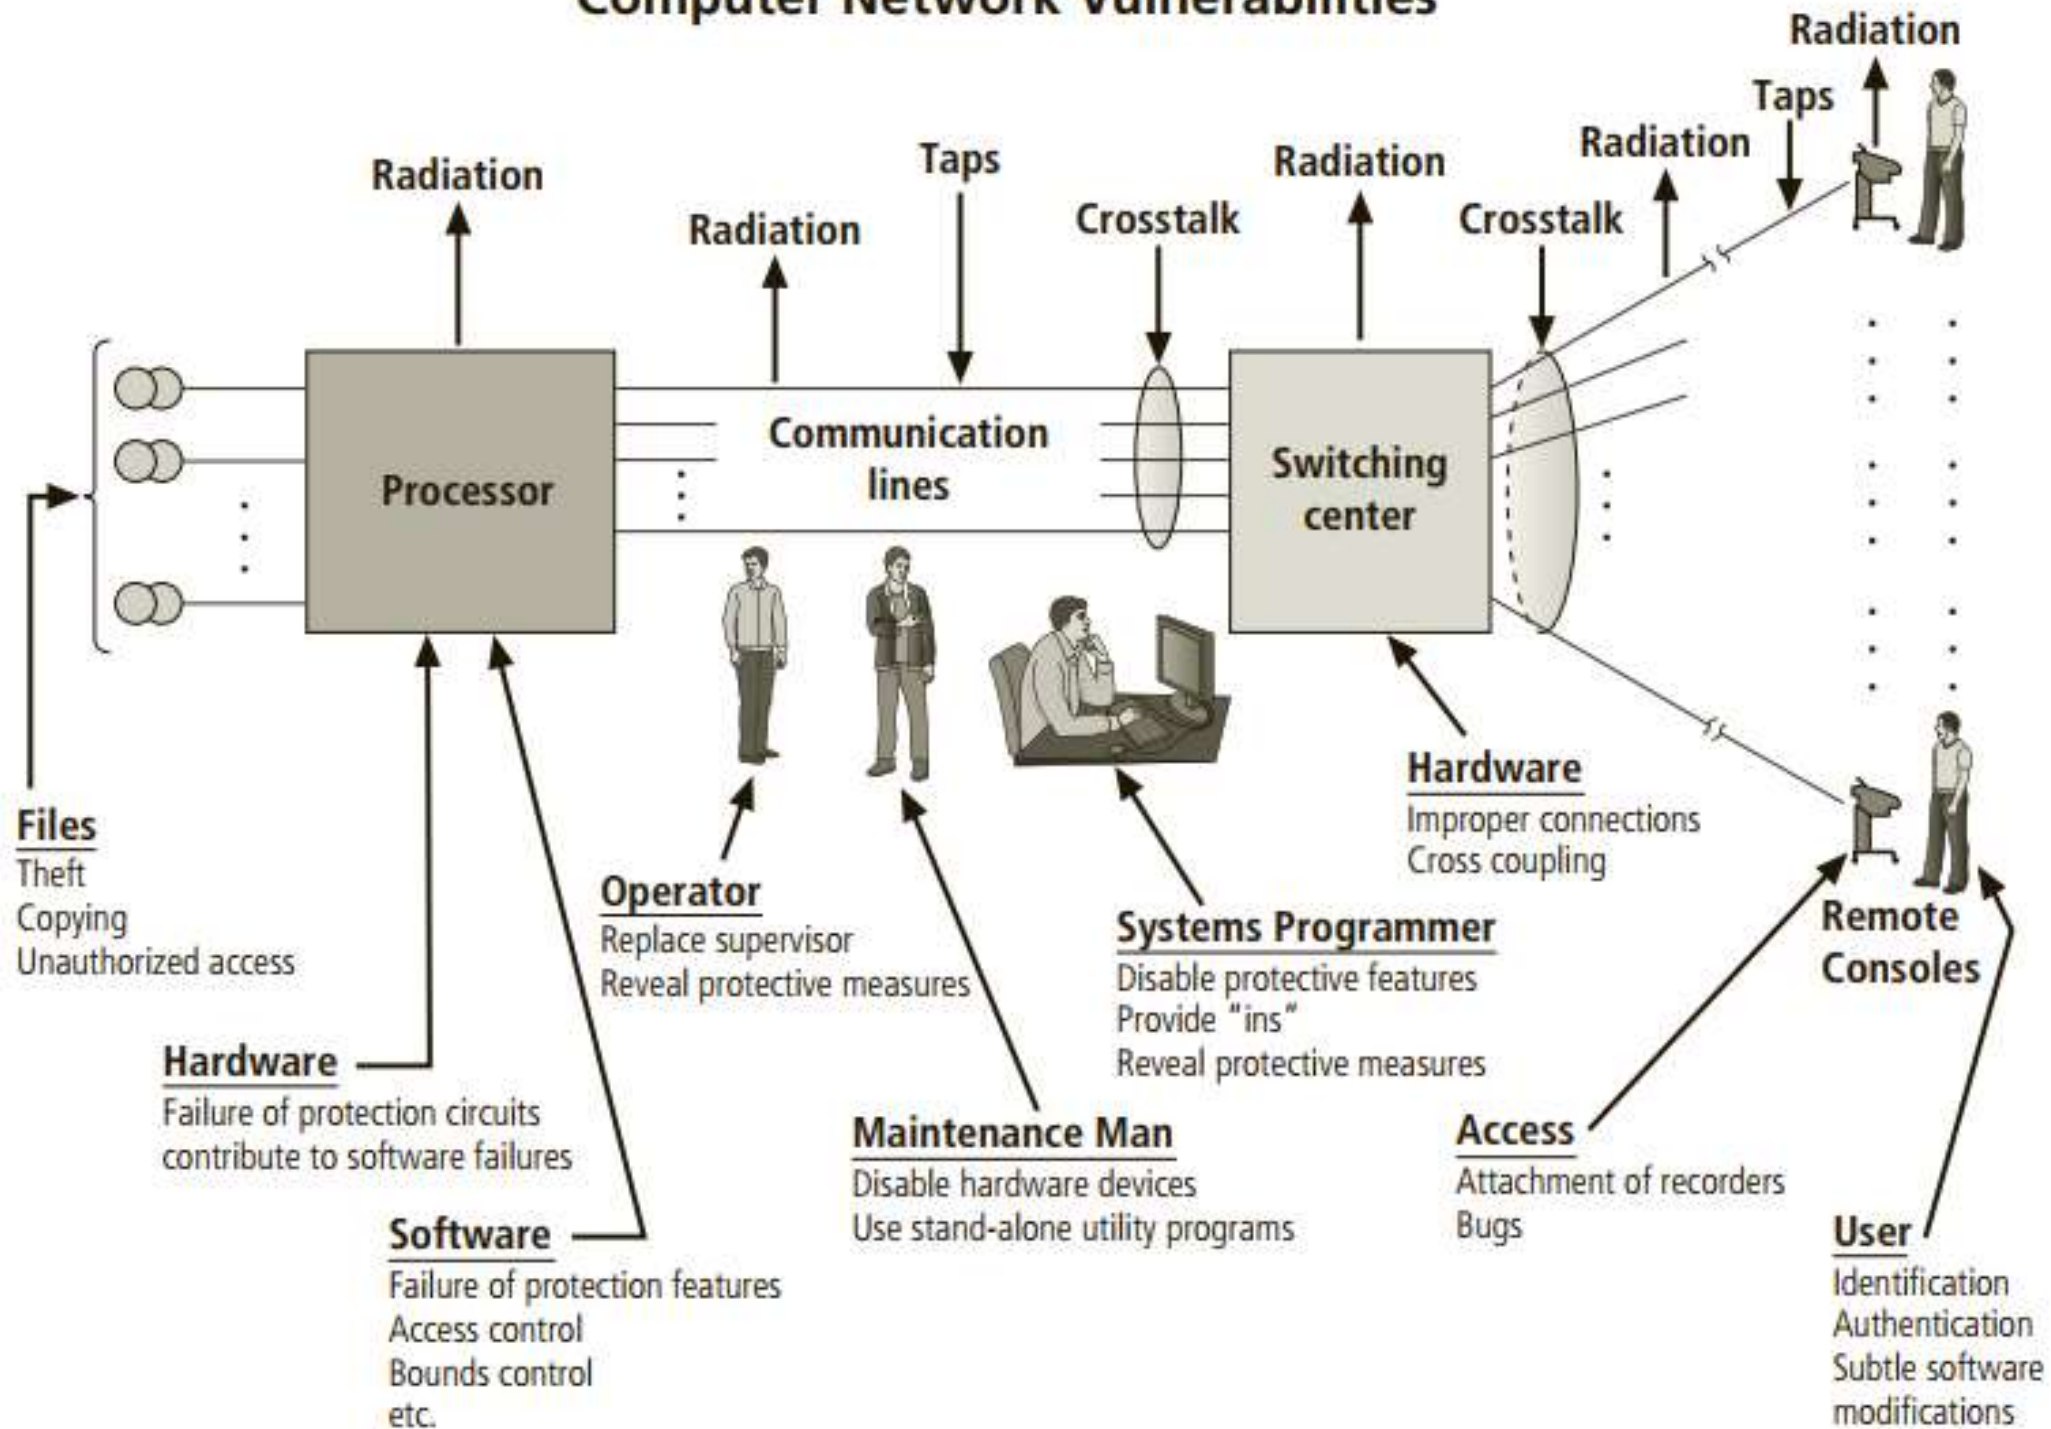 Computer Network Vulnerabilities
Radiation
Taps
Radiation
Taps
Radiation
Radiation
Radiation
Crosstalk
Crosstalk
Processor
Communication
lines
Switching
center
Files
Theft
Copying
Unauthorized access
Hardware
Failure of protection circuits
contribute to software failures
Software
Failure of protection features
Access control
Bounds control
etc.
Operator
Replace supervisor
Reveal protective measures
Maintenance Man
Disable hardware devices
Use stand-alone utility programs
Systems Programmer
Disable protective features
Provide “ins”
Reveal protective measures
Hardware
Improper connections
Cross coupling
Access
Attachment of recorders
Bugs
Remote
Consoles
User
Identification
Authentication
Subtle software
modifications